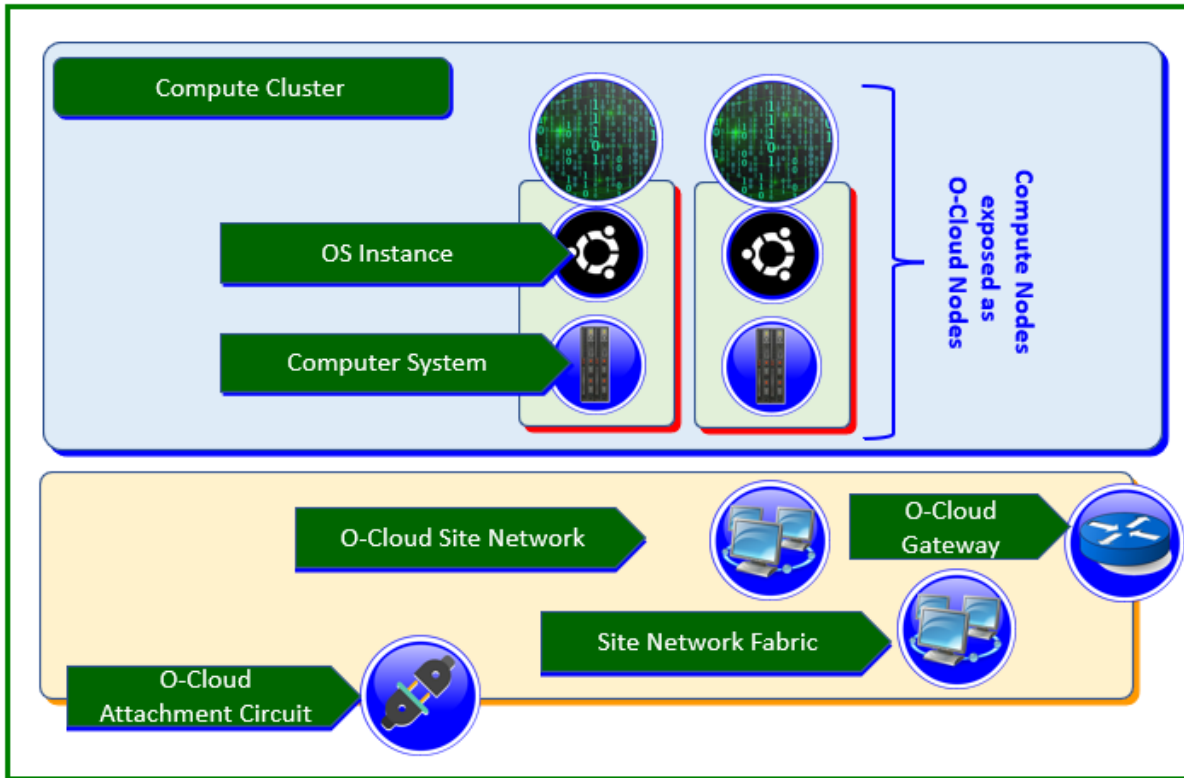 Compute Cluster
OS Instance
Computer System
Compute Nodes
exposed as
O-Cloud Nodes
O-Cloud Site Network
O-Cloud
Gateway
Site Network Fabric
O-Cloud
Attachment Circuit